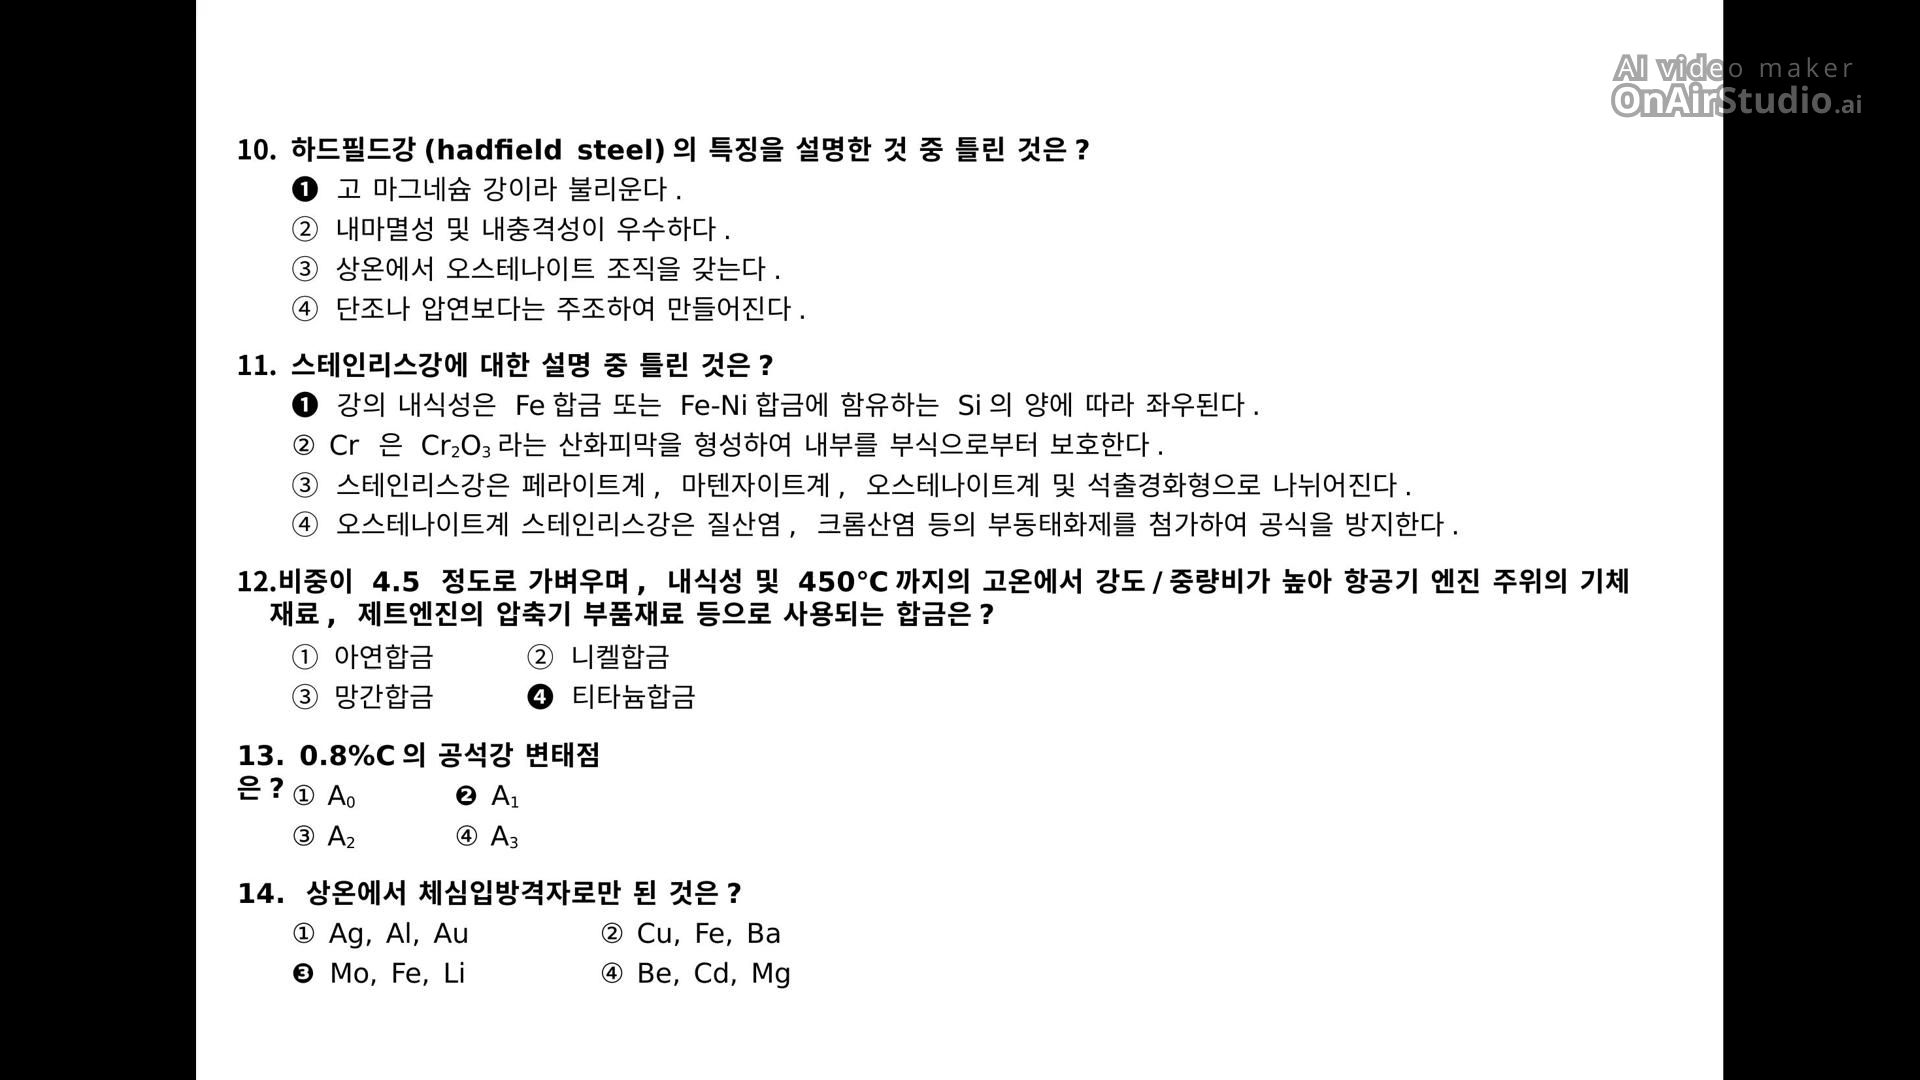 AI video maker
OnAirStudio.ai
10. 하드필드강(hadfield steel)의 특징을 설명한 것 중 틀린 것은?
❶ 고 마그네슘 강이라 불리운다.
② 내마멸성 및 내충격성이 우수하다.
③ 상온에서 오스테나이트 조직을 갖는다.
④ 단조나 압연보다는 주조하여 만들어진다.
11. 스테인리스강에 대한 설명 중 틀린 것은?
❶ 강의 내식성은 Fe합금 또는 Fe-Ni합금에 함유하는 Si의 양에 따라 좌우된다.
② Cr 은 Cr₂O₃라는 산화피막을 형성하여 내부를 부식으로부터 보호한다.
③ 스테인리스강은 페라이트계, 마텐자이트계, 오스테나이트계 및 석출경화형으로 나뉘어진다.
④ 오스테나이트계 스테인리스강은 질산염, 크롬산염 등의 부동태화제를 첨가하여 공식을 방지한다.
12.비중이 4.5 정도로 가벼우며, 내식성 및 450°C까지의 고온에서 강도/중량비가 높아 항공기 엔진 주위의 기체
재료, 제트엔진의 압축기 부품재료 등으로 사용되는 합금은?
① 아연합금 ② 니켈합금
③ 망간합금 ❹ 티타늄합금
13. 0.8%C의 공석강 변태점
은?
① A₀ ❷ A₁
③ A₂ ④ A₃
14. 상온에서 체심입방격자로만 된 것은?
① Ag, Al, Au ② Cu, Fe, Ba
❸ Mo, Fe, Li ④ Be, Cd, Mg